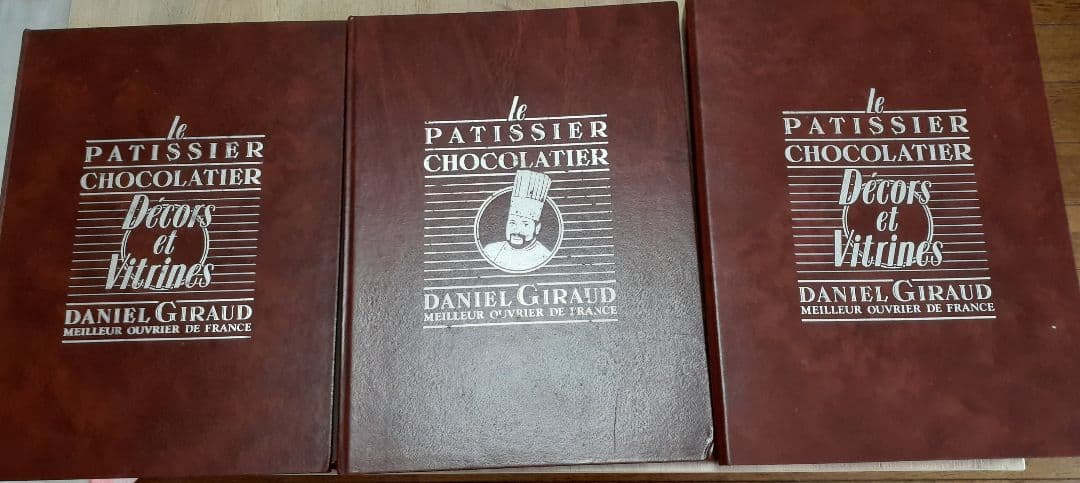 le
PATISSIER
CHOCOLATIER
Décors
et
Vitrines
DANIEL GIRAUD
MEILLEUR OUVRIER DE FRANCE
le
PATISSIER
CHOCOLATIER
DANIEL GIRAUD
MEILLEUR OUVRIER DE FRANCE
le
PATISSIER
CHOCOLATIER
Décors
et
Vitrines
DANIEL GIRAUD
MEILLEUR OUVRIER DE FRANCE